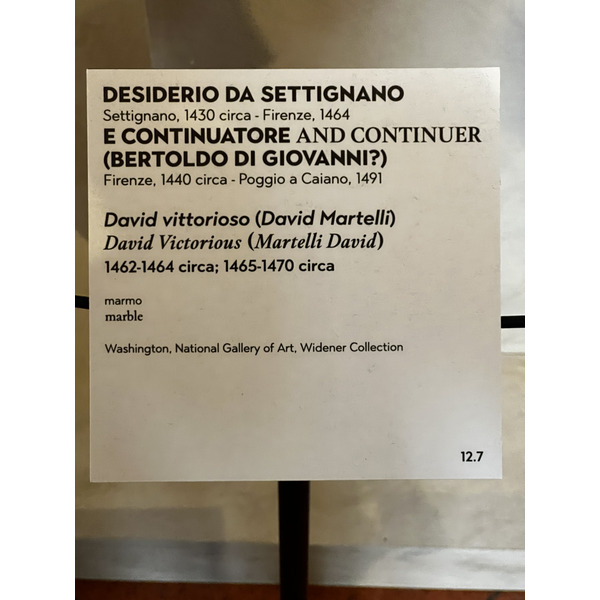 DESIDERIO DA SETTIGNANO
Settignano, 1430 circa - Firenze, 1464
E CONTINUATORE AND CONTINUER
(BERTOLDO DI GIOVANNI?)
Firenze, 1440 circa - Poggio a Caiano, 1491
David vittorioso (David Martelli)
David Victorious (Martelli David)
1462-1464 circa; 1465-1470 circa
marmo
marble
Washington, National Gallery of Art, Widener Collection
12.7